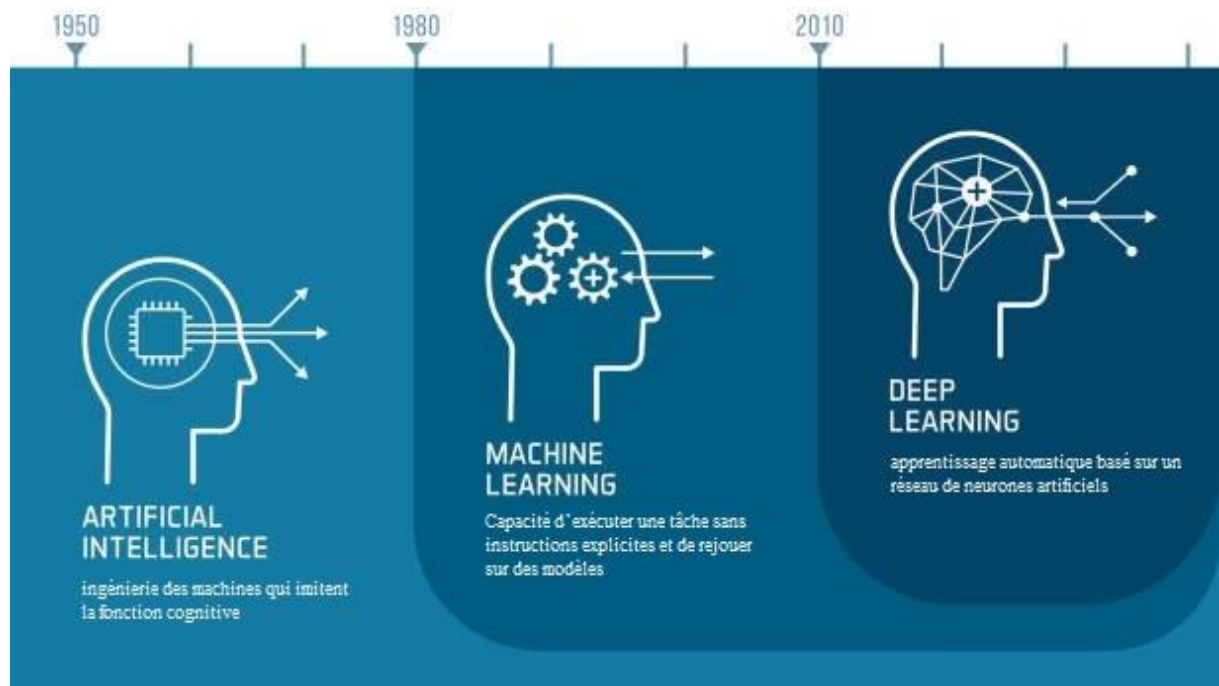 1950
1980
2010
ARTIFICIAL
INTELLIGENCE
ingénierie des machines qui imitent
la fonction cognitive
MACHINE
LEARNING
Capacité d'exécuter une tâche sans
instructions explicites et de rejouer
sur des modèles
DEEP
LEARNING
apprentissage automatique basé sur un
réseau de neurones artificiels